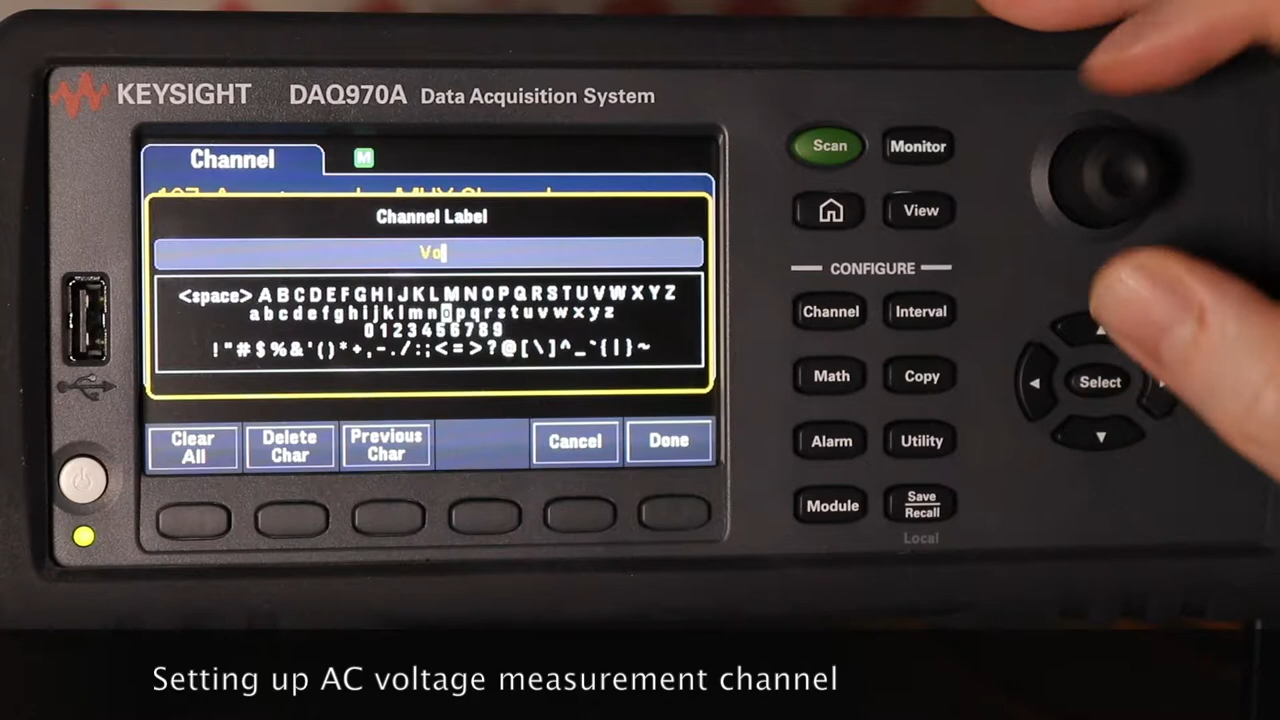 KEYSIGHT DAQ970A Data Acquisition System
Channel M
Channel Label
Vo
<space> A B C D E F G H I J K L M N O P Q R S T U V W X Y Z
a b c d e f g h i j k l m n o p q r s t u v w x y z
0 1 2 3 4 5 6 7 8 9
! " # $ % & ' ( ) * + , - . / : ; < = > ? @ [ \ ] ^ _ ` { | } ~
Clear All
Delete Char
Previous Char
Cancel
Done
Scan
Monitor
View
CONFIGURE
Channel
Interval
Math
Copy
Alarm
Utility
Module
Save
Recall
Local
Select
Setting up AC voltage measurement channel